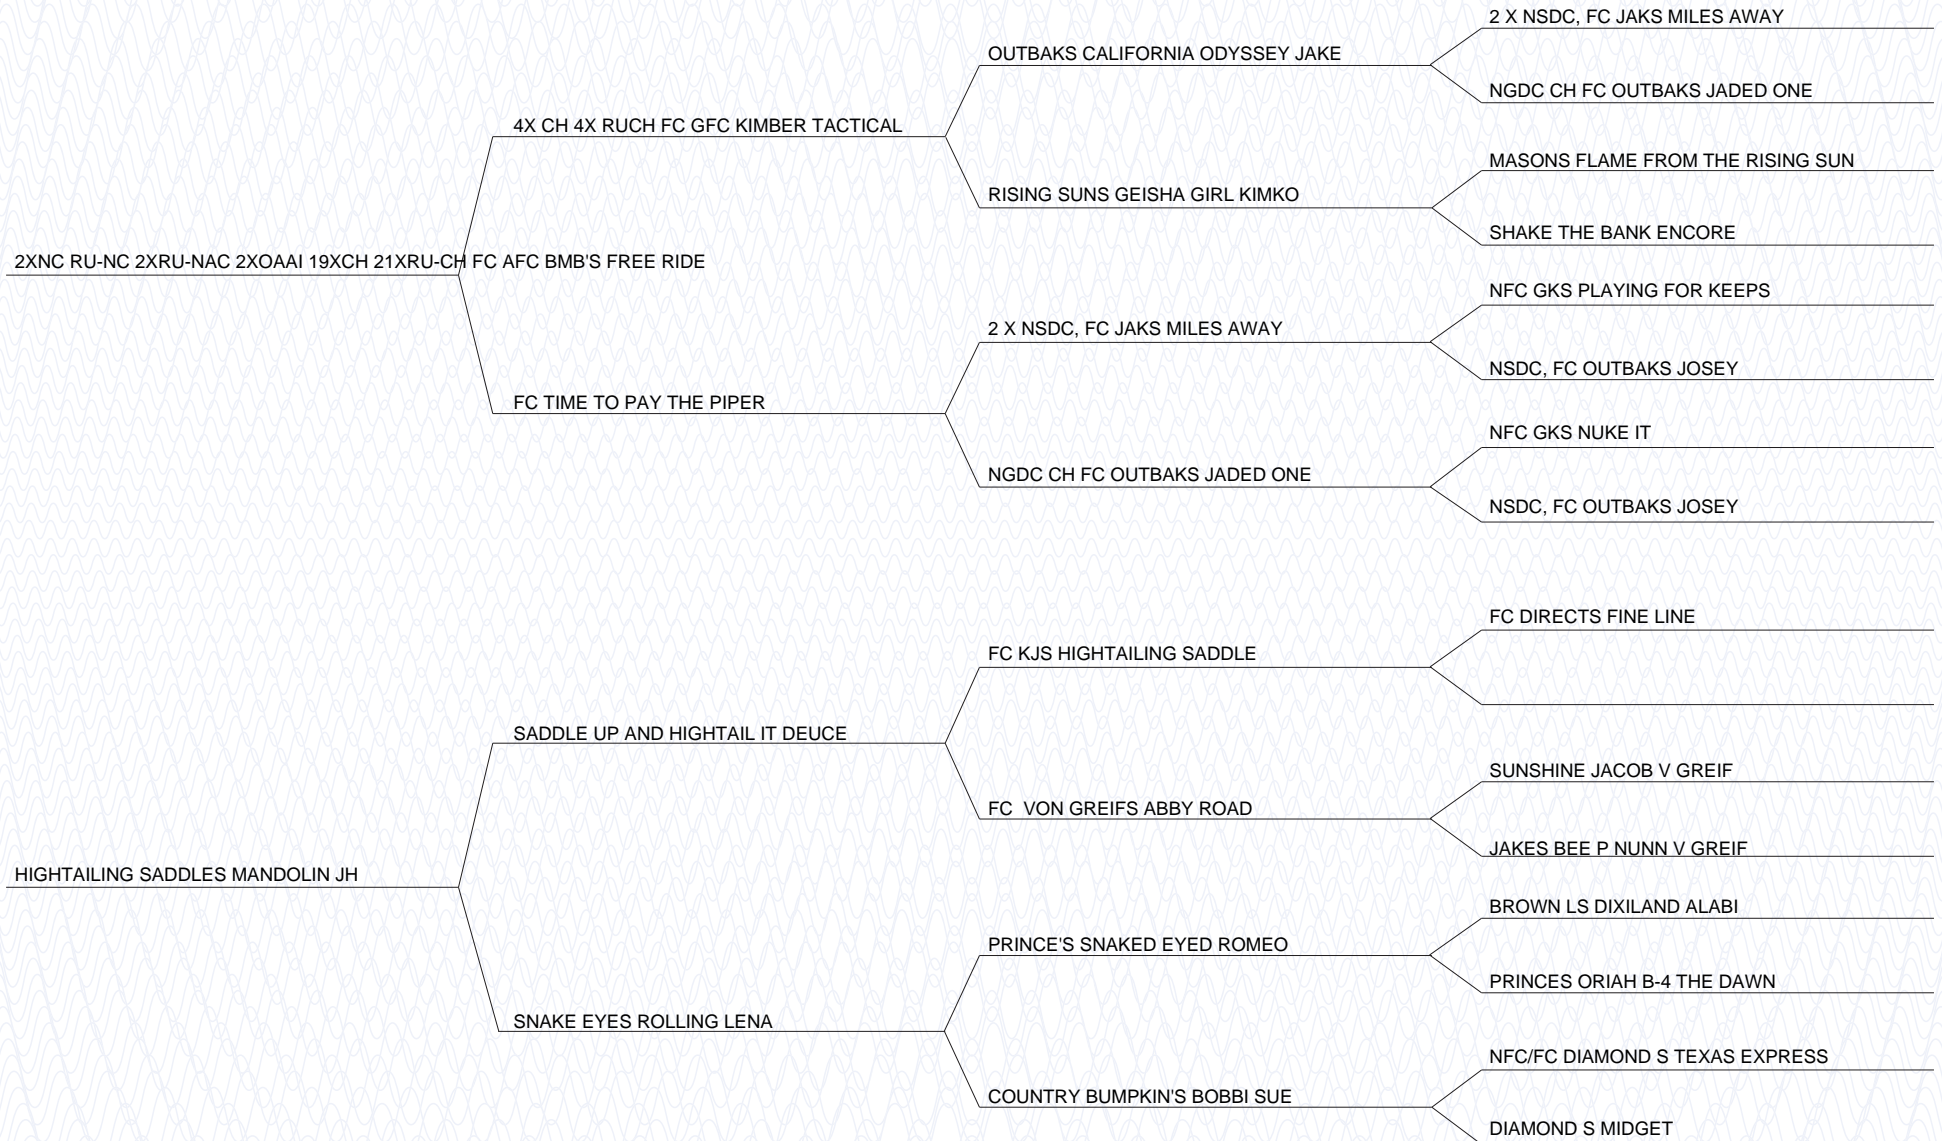 2 X NSDC, FC JAKS MILES AWAY
OUTBAKS CALIFORNIA ODYSSEY JAKE
NGDC CH FC OUTBAKS JADED ONE
4X CH 4X RUCH FC GFC KIMBER TACTICAL
MASONS FLAME FROM THE RISING SUN
RISING SUNS GEISHA GIRL KIMKO
SHAKE THE BANK ENCORE
2XNC RU-NC 2XRU-NAC 2XOAAI 19XCH 21XRU-CH FC AFC BMB'S FREE RIDE
NFC GKS PLAYING FOR KEEPS
2 X NSDC, FC JAKS MILES AWAY
NSDC, FC OUTBAKS JOSEY
FC TIME TO PAY THE PIPER
NFC GKS NUKE IT
NGDC CH FC OUTBAKS JADED ONE
NSDC, FC OUTBAKS JOSEY
FC DIRECTS FINE LINE
FC KJS HIGHTAILING SADDLE
SADDLE UP AND HIGHTAIL IT DEUCE
SUNSHINE JACOB V GREIF
FC  VON GREIFS ABBY ROAD
JAKES BEE P NUNN V GREIF
HIGHTAILING SADDLES MANDOLIN JH
BROWN LS DIXILAND ALABI
PRINCE'S SNAKED EYED ROMEO
PRINCES ORIAH B-4 THE DAWN
SNAKE EYES ROLLING LENA
NFC/FC DIAMOND S TEXAS EXPRESS
COUNTRY BUMPKIN'S BOBBI SUE
DIAMOND S MIDGET